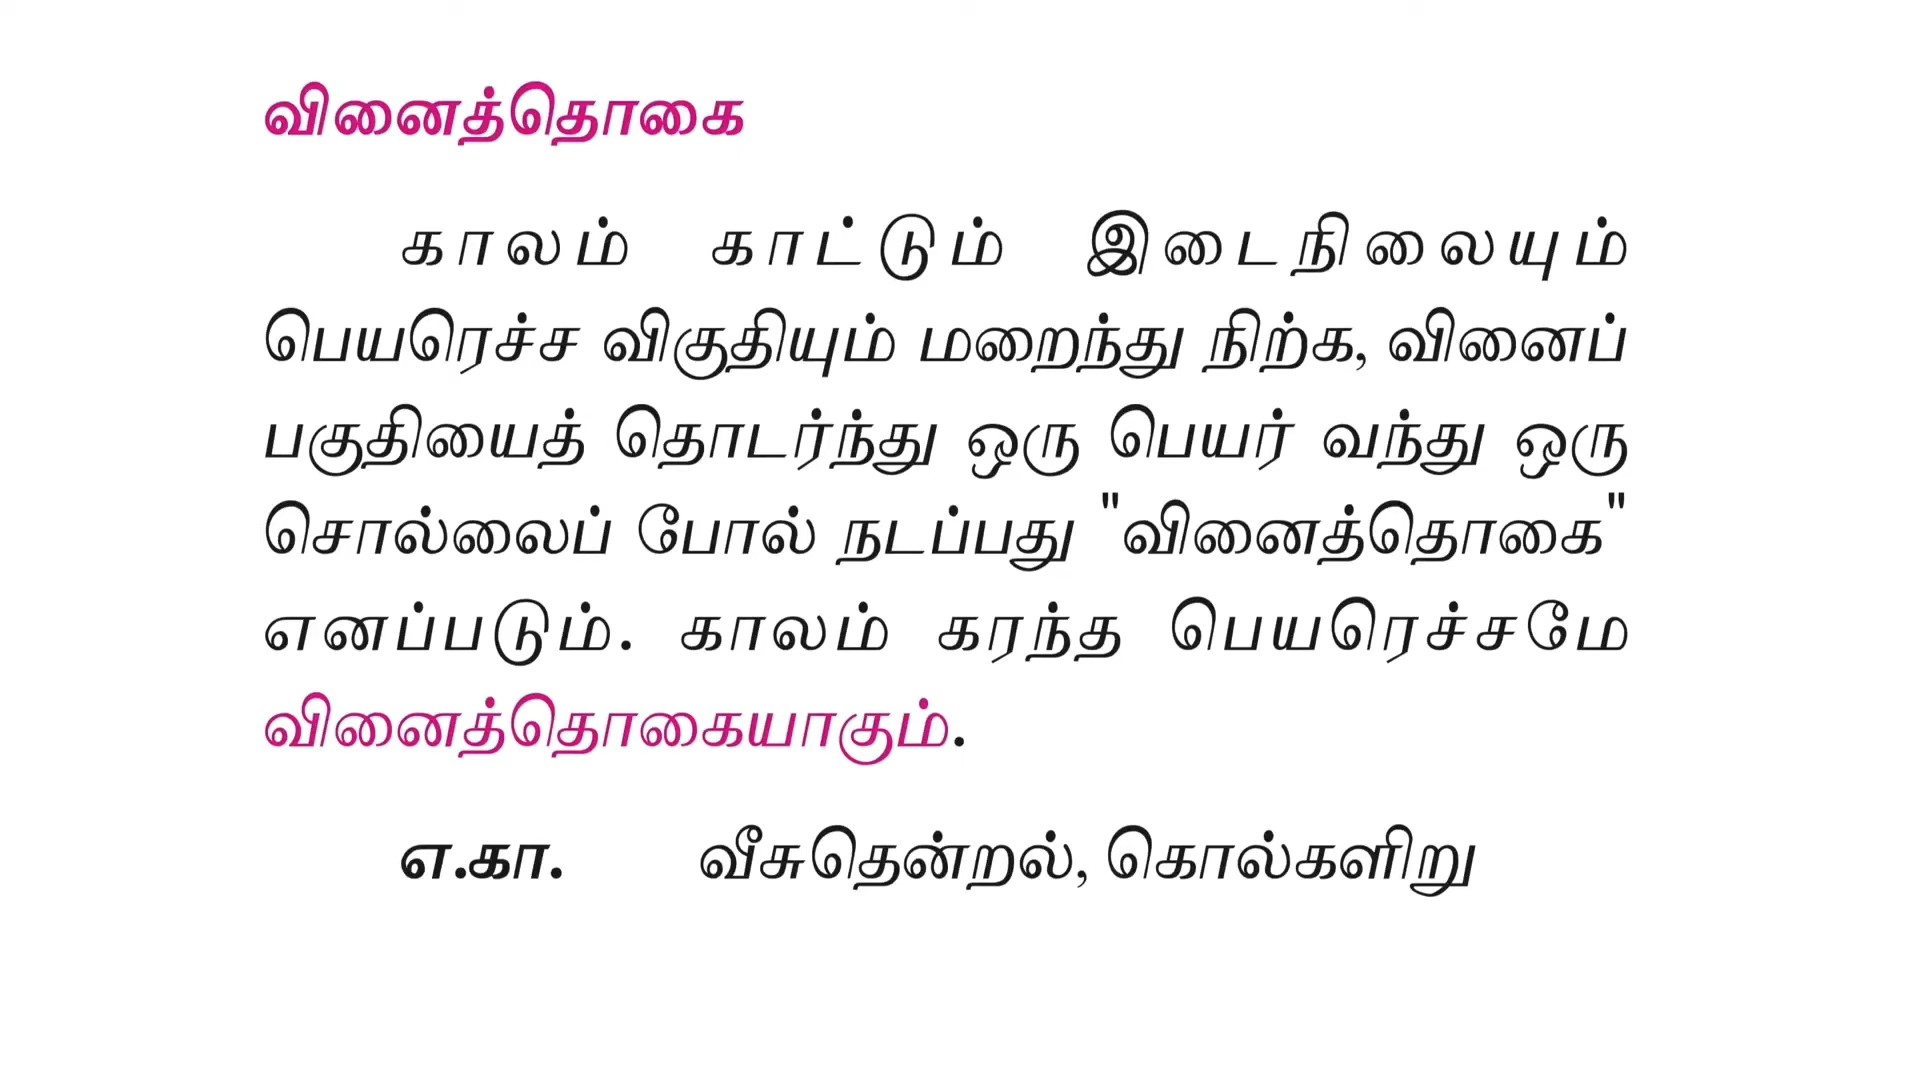 வினைத்தொகை
காலம் காட்டும் இடைநிலையும்
பெயரெச்ச விகுதியும் மறைந்து நிற்க, வினைப்
பகுதியைத் தொடர்ந்து ஒரு பெயர் வந்து ஒரு
சொல்லைப் போல் நடப்பது "வினைத்தொகை"
எனப்படும். காலம் கரந்த பெயரெச்சமே
வினைத்தொகையாகும்.
எ.கா. வீசுதென்றல், கொல்களிறு